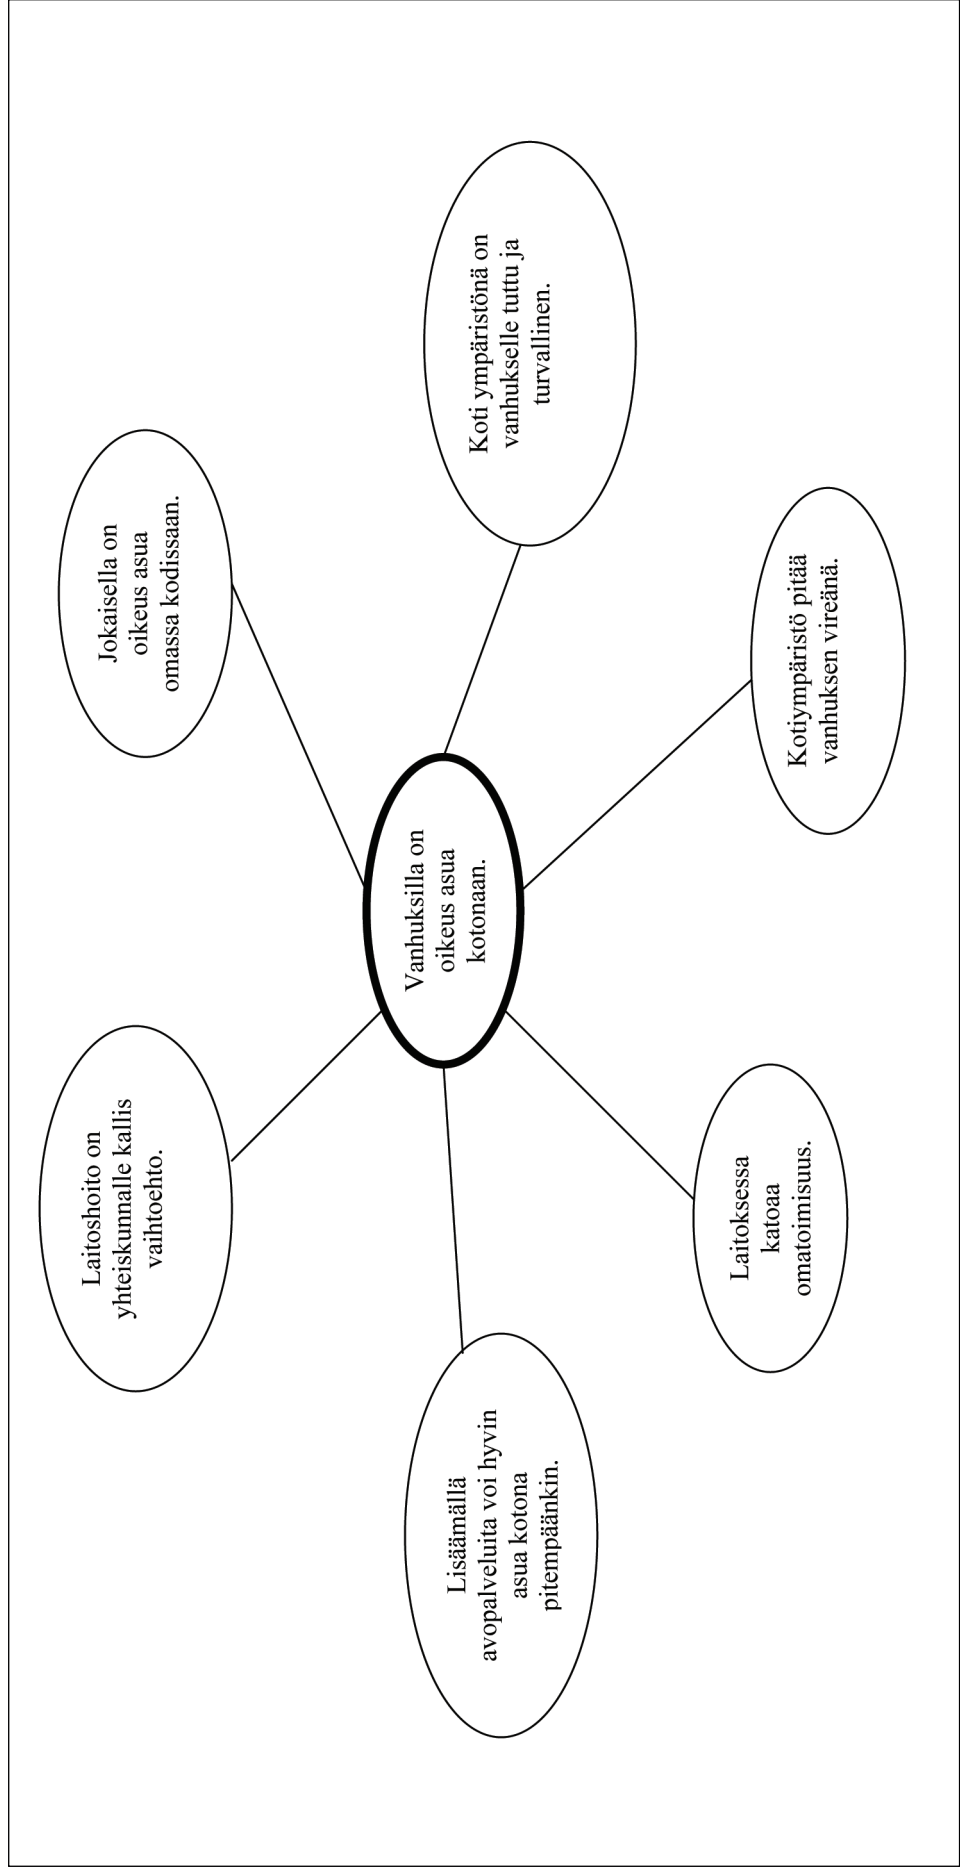 Laitoshoito on
yhteiskunnalle kallis
vaihtoehto.
Jokaisella on
oikeus asua
omassa kodissaan.
Lisäämällä
avopalveluita voi hyvin
asua kotona
pitempäänkin.
Vanhuksilla on
oikeus asua
kotonaan.
Koti ympäristönä on
vanhukselle tuttu ja
turvallinen.
Laitoksessa
katoaa
omatoimisuus.
Kotiympäristö pitää
vanhuksen vireänä.